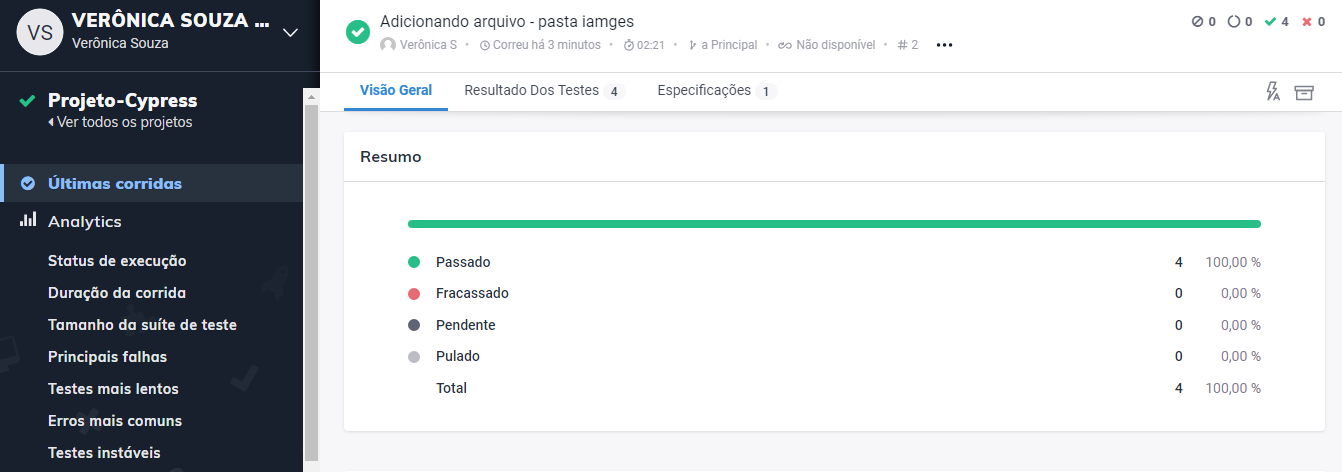 VS
VERÔNICA SOUZA ...
Verônica Souza
Projeto-Cypress
Ver todos os projetos
Últimas corridas
Analytics
Status de execução
Duração da corrida
Tamanho da suíte de teste
Principais falhas
Testes mais lentos
Erros mais comuns
Testes instáveis
Adicionando arquivo - pasta iamges
Verônica S • Correu há 3 minutos • 02:21 • a Principal • Não disponível • # 2 •••
0 0 4 0
Visão Geral Resultado Dos Testes 4 Especificações 1
Resumo
Passado 4 100,00 %
Fracassado 0 0,00 %
Pendente 0 0,00 %
Pulado 0 0,00 %
Total 4 100,00 %